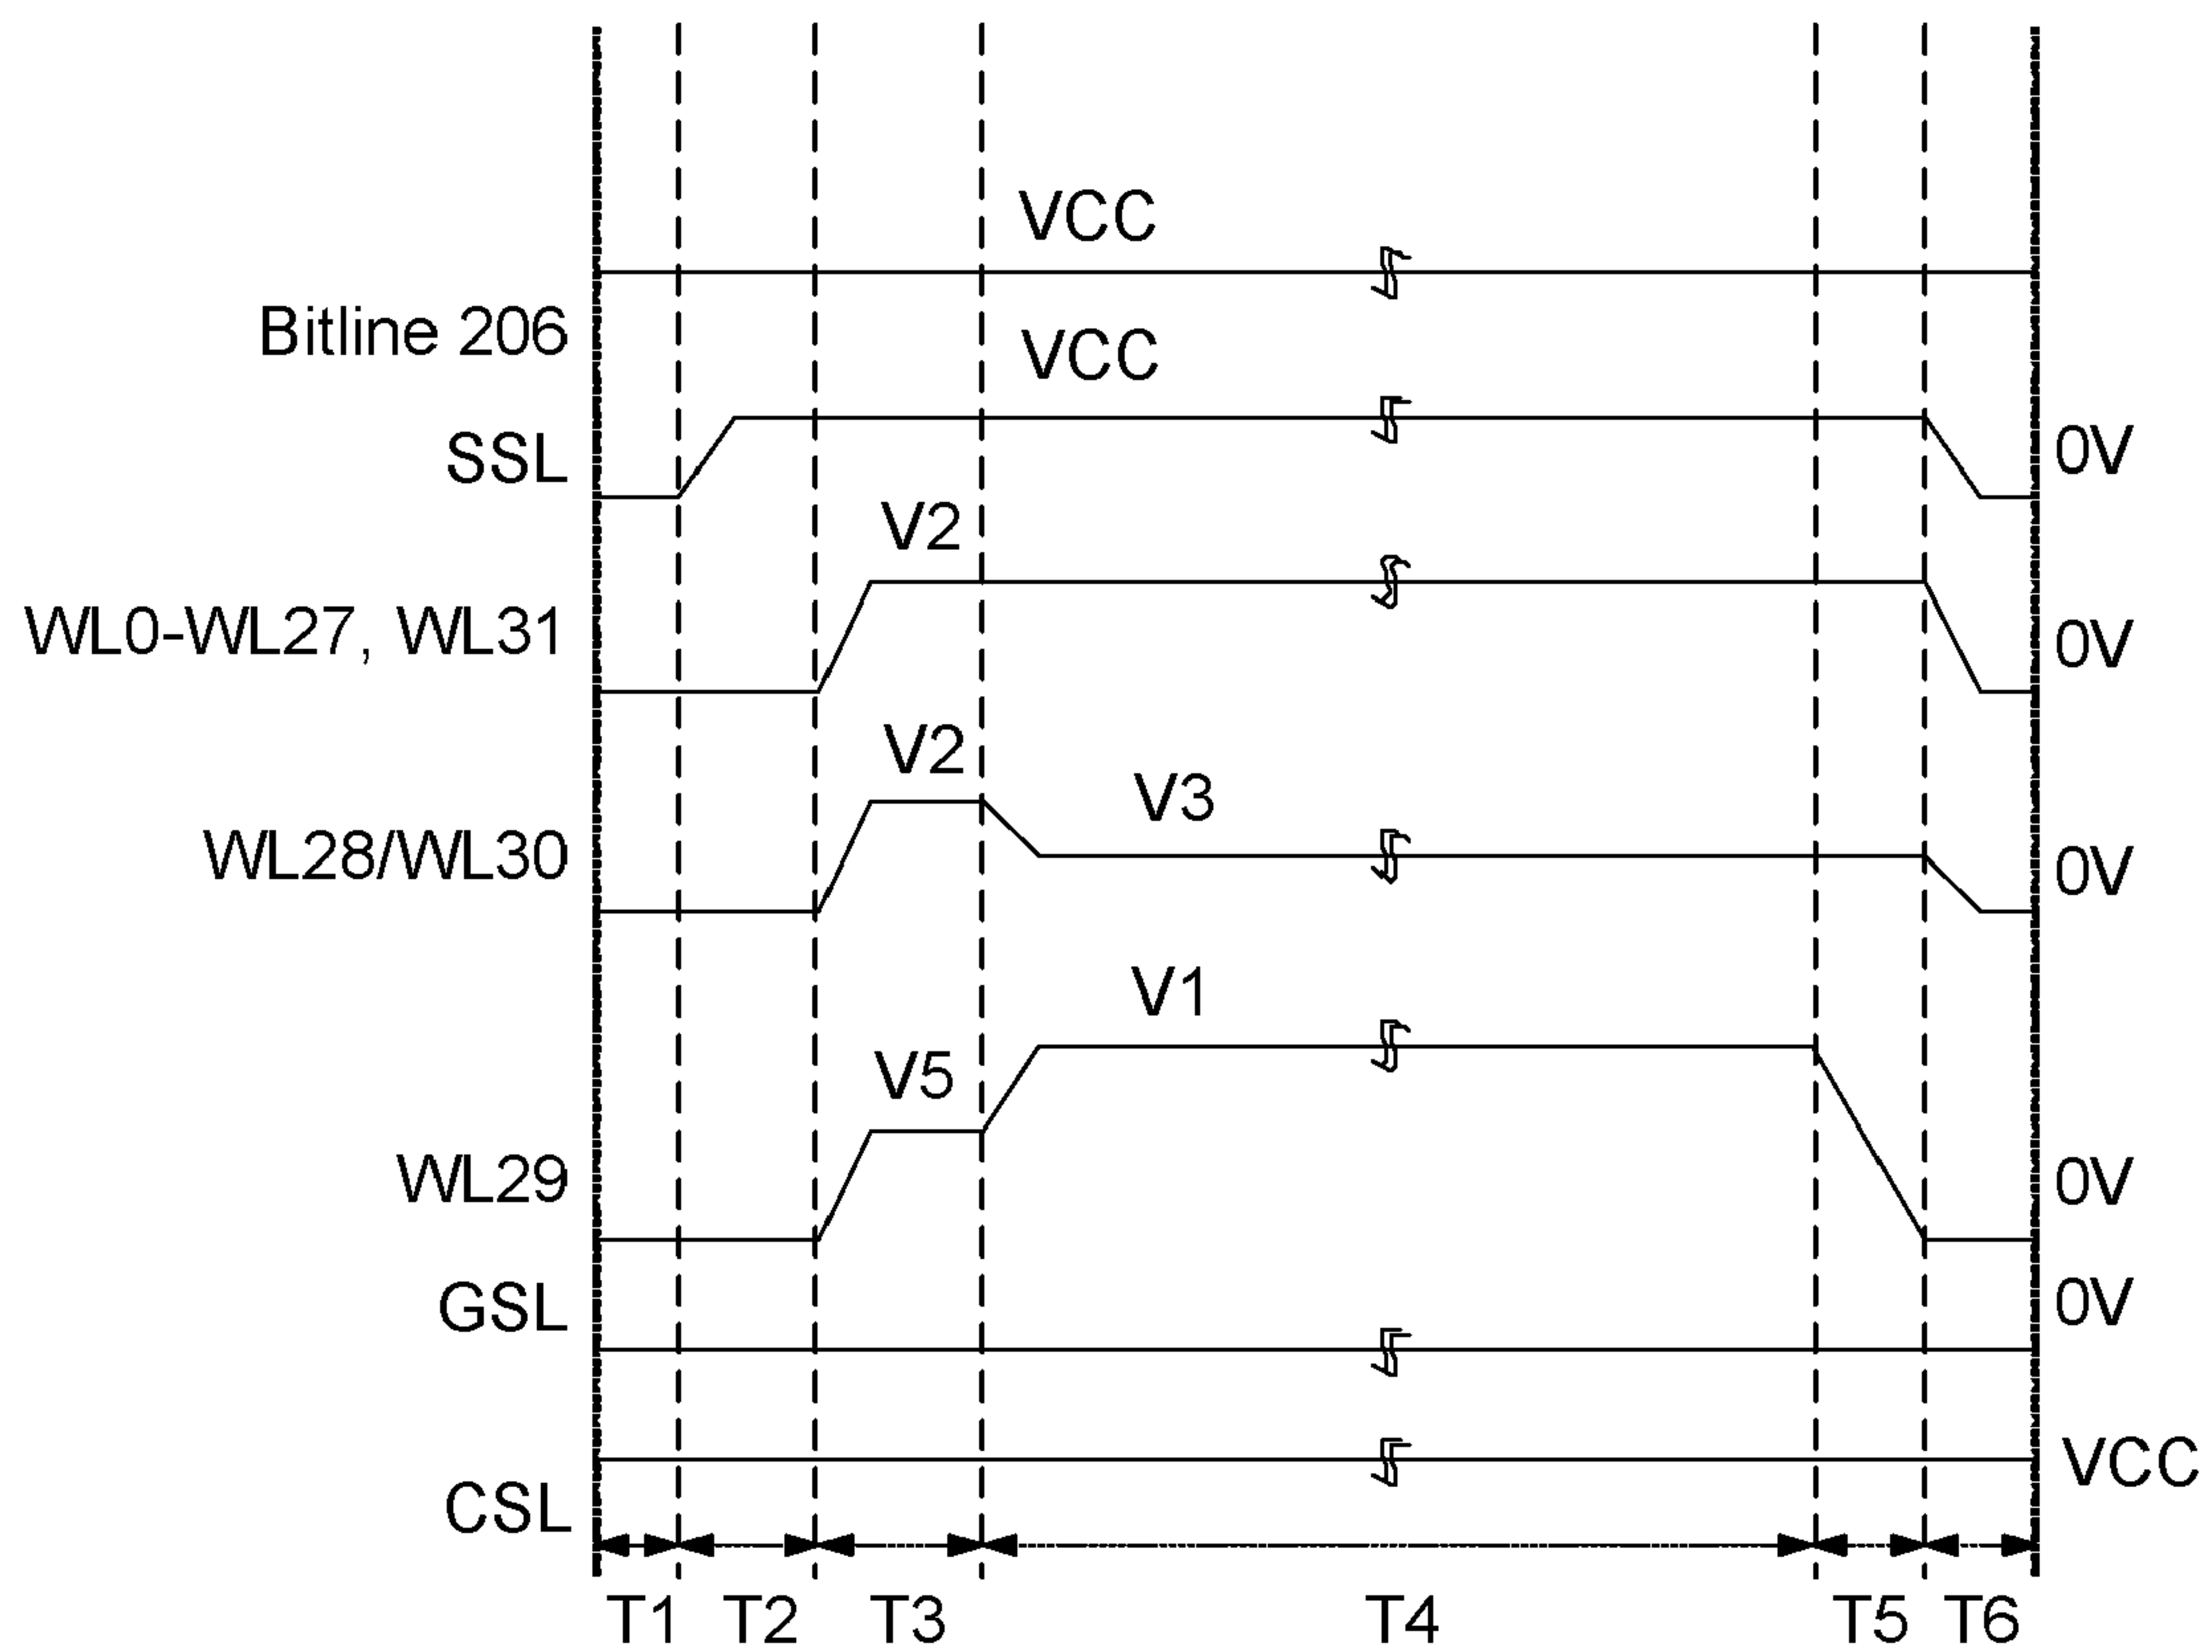 VCC
Bitline 206
VCC
SSL
0V
V2
WL0-WL27, WL31
0V
V2
V3
WL28/WL30
0V
V1
V5
WL29
0V
GSL
0V
VCC
CSL
T1 T2 T3 T4 T5 T6